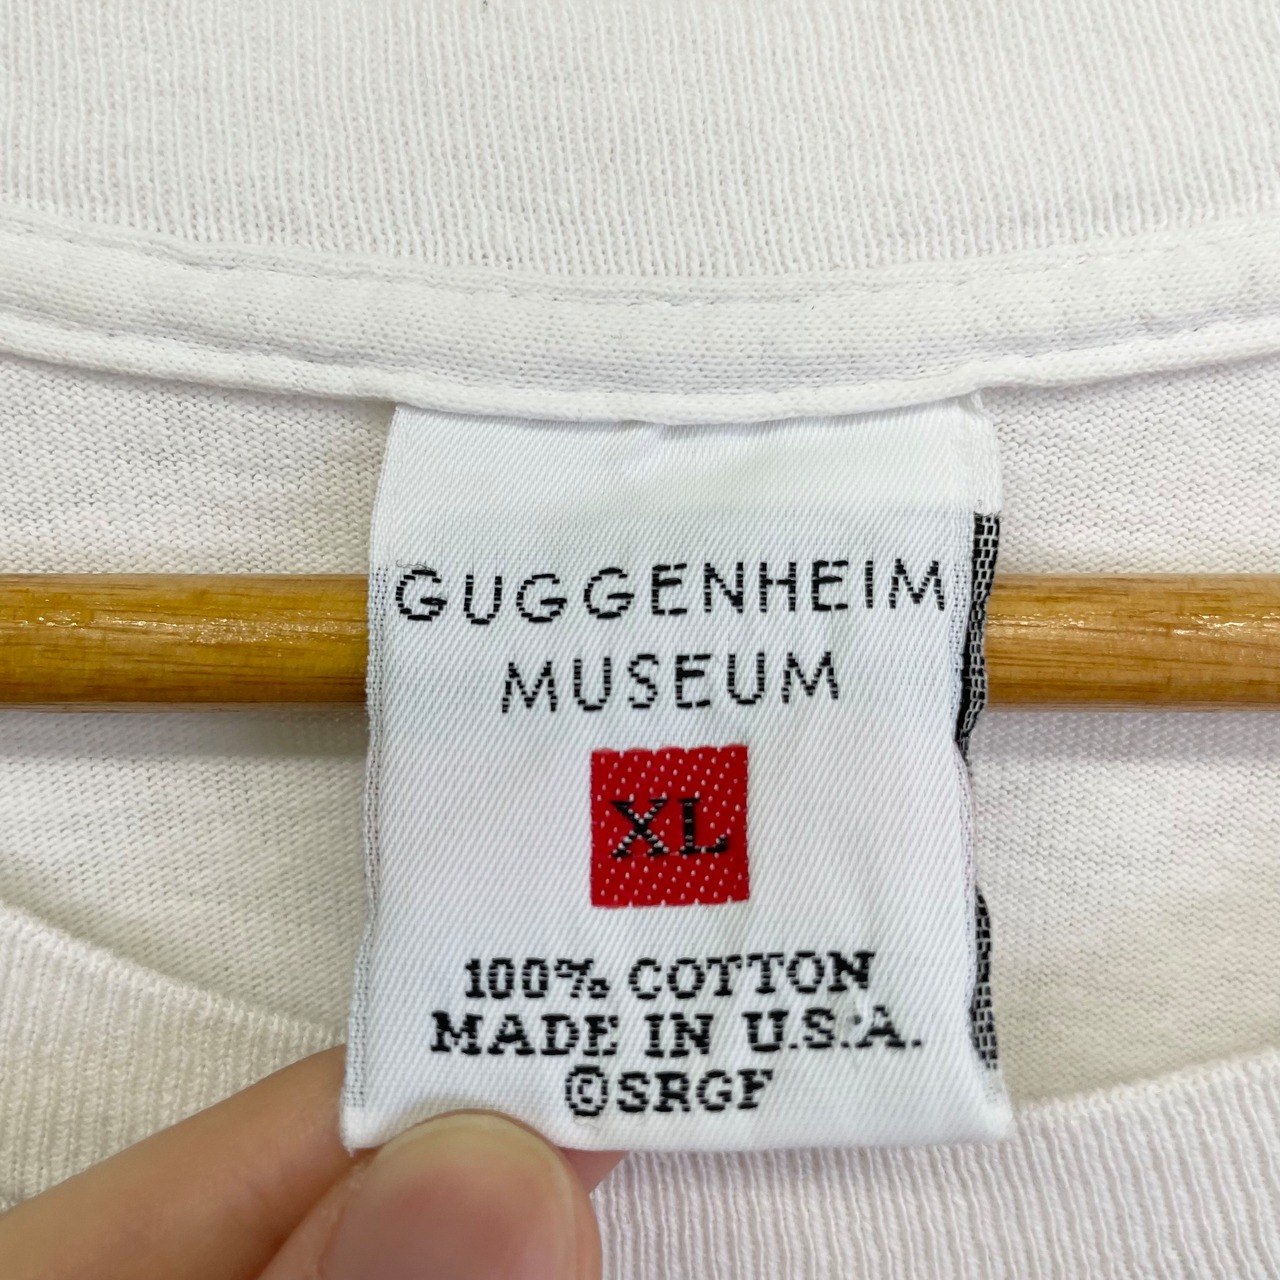 GUGGENHEIM
MUSEUM
XL
100% COTTON
MADE IN U.S.A.
©SRGF